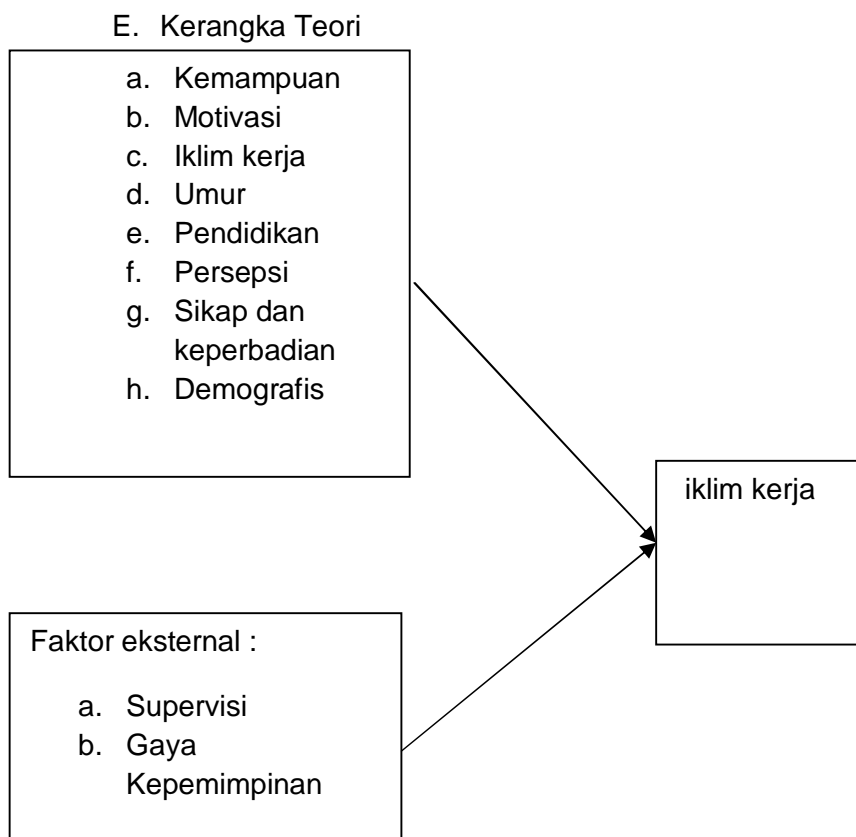 E. Kerangka Teori
a. Kemampuan
b. Motivasi
c. Iklim kerja
d. Umur
e. Pendidikan
f. Persepsi
g. Sikap dan
keperbadian
h. Demografis
iklim kerja
Faktor eksternal :
a. Supervisi
b. Gaya
Kepemimpinan